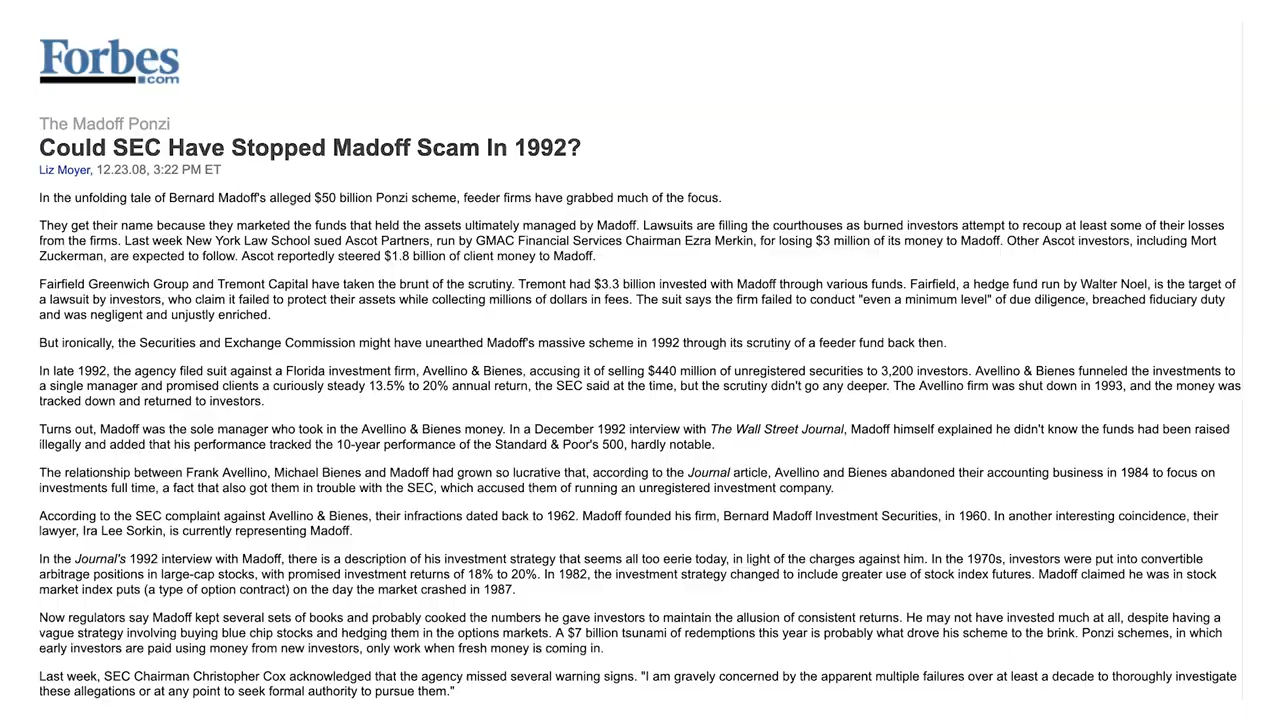 Forbes
.com
The Madoff Ponzi
Could SEC Have Stopped Madoff Scam In 1992?
Liz Moyer, 12.23.08, 3:22 PM ET
In the unfolding tale of Bernard Madoff's alleged $50 billion Ponzi scheme, feeder firms have grabbed much of the focus.
They get their name because they marketed the funds that held the assets ultimately managed by Madoff. Lawsuits are filling the courthouses as burned investors attempt to recoup at least some of their losses
from the firms. Last week New York Law School sued Ascot Partners, run by GMAC Financial Services Chairman Ezra Merkin, for losing $3 million of its money to Madoff. Other Ascot investors, including Mort
Zuckerman, are expected to follow. Ascot reportedly steered $1.8 billion of client money to Madoff.
Fairfield Greenwich Group and Tremont Capital have taken the brunt of the scrutiny. Tremont had $3.3 billion invested with Madoff through various funds. Fairfield, a hedge fund run by Walter Noel, is the target of
a lawsuit by investors, who claim it failed to protect their assets while collecting millions of dollars in fees. The suit says the firm failed to conduct "even a minimum level" of due diligence, breached fiduciary duty
and was negligent and unjustly enriched.
But ironically, the Securities and Exchange Commission might have unearthed Madoff's massive scheme in 1992 through its scrutiny of a feeder fund back then.
In late 1992, the agency filed suit against a Florida investment firm, Avellino & Bienes, accusing it of selling $440 million of unregistered securities to 3,200 investors. Avellino & Bienes funneled the investments to
a single manager and promised clients a curiously steady 13.5% to 20% annual return, the SEC said at the time, but the scrutiny didn't go any deeper. The Avellino firm was shut down in 1993, and the money was
tracked down and returned to investors.
Turns out, Madoff was the sole manager who took in the Avellino & Bienes money. In a December 1992 interview with The Wall Street Journal, Madoff himself explained he didn't know the funds had been raised
illegally and added that his performance tracked the 10-year performance of the Standard & Poor's 500, hardly notable.
The relationship between Frank Avellino, Michael Bienes and Madoff had grown so lucrative that, according to the Journal article, Avellino and Bienes abandoned their accounting business in 1984 to focus on
investments full time, a fact that also got them in trouble with the SEC, which accused them of running an unregistered investment company.
According to the SEC complaint against Avellino & Bienes, their infractions dated back to 1962. Madoff founded his firm, Bernard Madoff Investment Securities, in 1960. In another interesting coincidence, their
lawyer, Ira Lee Sorkin, is currently representing Madoff.
In the Journal's 1992 interview with Madoff, there is a description of his investment strategy that seems all too eerie today, in light of the charges against him. In the 1970s, investors were put into convertible
arbitrage positions in large-cap stocks, with promised investment returns of 18% to 20%. In 1982, the investment strategy changed to include greater use of stock index futures. Madoff claimed he was in stock
market index puts (a type of option contract) on the day the market crashed in 1987.
Now regulators say Madoff kept several sets of books and probably cooked the numbers he gave investors to maintain the allusion of consistent returns. He may not have invested much at all, despite having a
vague strategy involving buying blue chip stocks and hedging them in the options markets. A $7 billion tsunami of redemptions this year is probably what drove his scheme to the brink. Ponzi schemes, in which
early investors are paid using money from new investors, only work when fresh money is coming in.
Last week, SEC Chairman Christopher Cox acknowledged that the agency missed several warning signs. "I am gravely concerned by the apparent multiple failures over at least a decade to thoroughly investigate
these allegations or at any point to seek formal authority to pursue them."